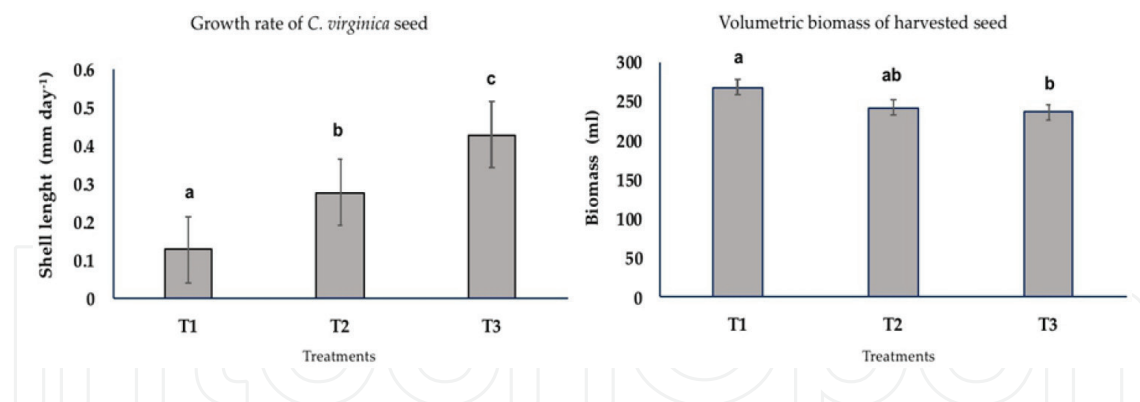 Growth rate of C. virginica seed
Shell lenght (mm day⁻¹)
0.6
0.5
0.4
0.3
0.2
0.1
0
a
b
c
T1 T2 T3
Treatments
Volumetric biomass of harvested seed
Biomass (ml)
300
250
200
150
100
50
0
a
ab
b
T1 T2 T3
Treatments